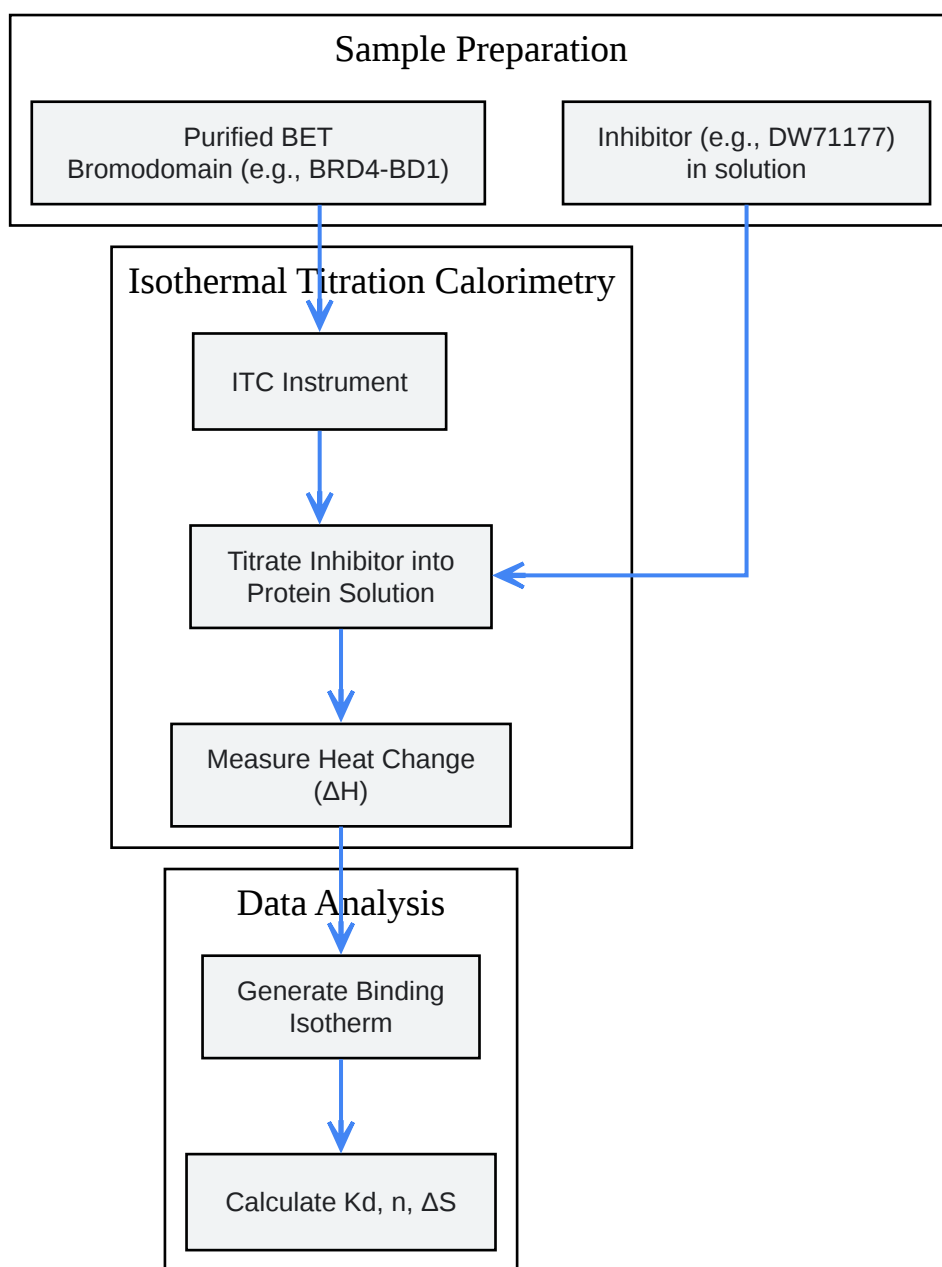 Sample Preparation
Purified BET
Bromodomain (e.g., BRD4-BD1)
Inhibitor (e.g., DW71177)
in solution
Isothermal Titration Calorimetry
ITC Instrument
Titrate Inhibitor into
Protein Solution
Measure Heat Change
(ΔH)
Data Analysis
Generate Binding
Isotherm
Calculate Kd, n, ΔS